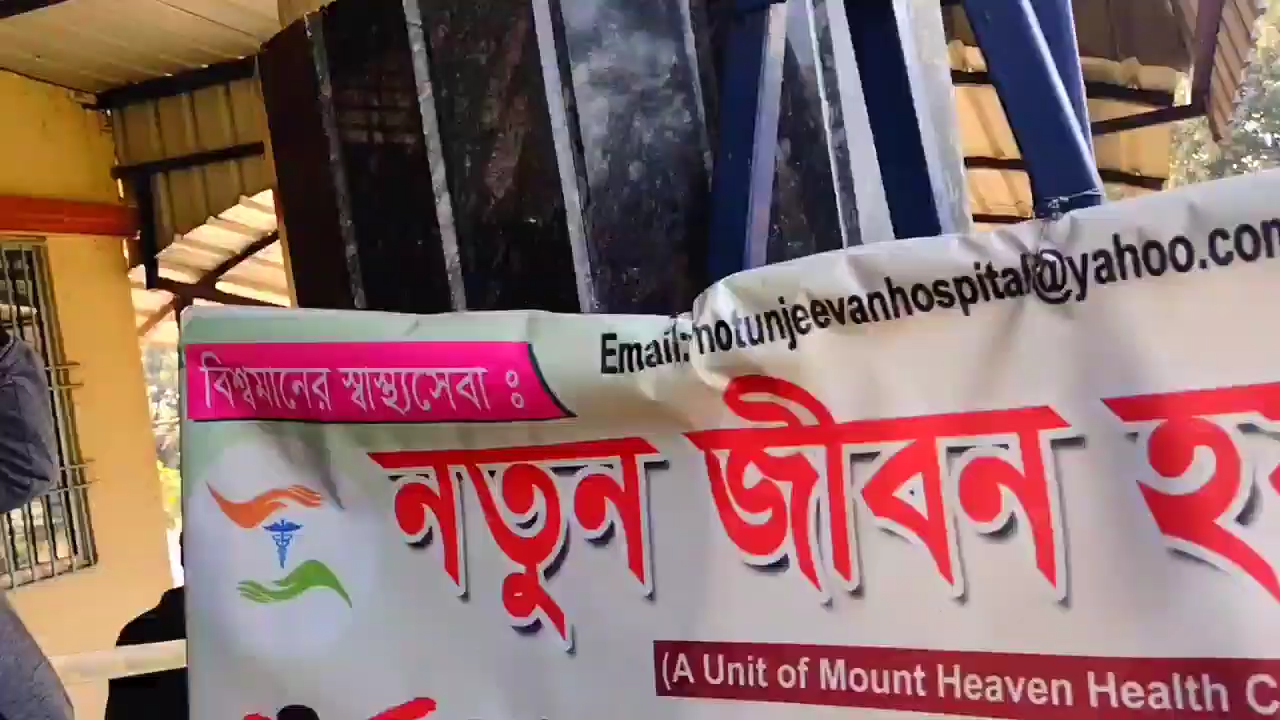 Email: notunjeevanhospital@yahoo.com
বিশ্বমানের স্বাস্থ্যসেবা :
নতুন জীবন
(A Unit of Mount Heaven Health